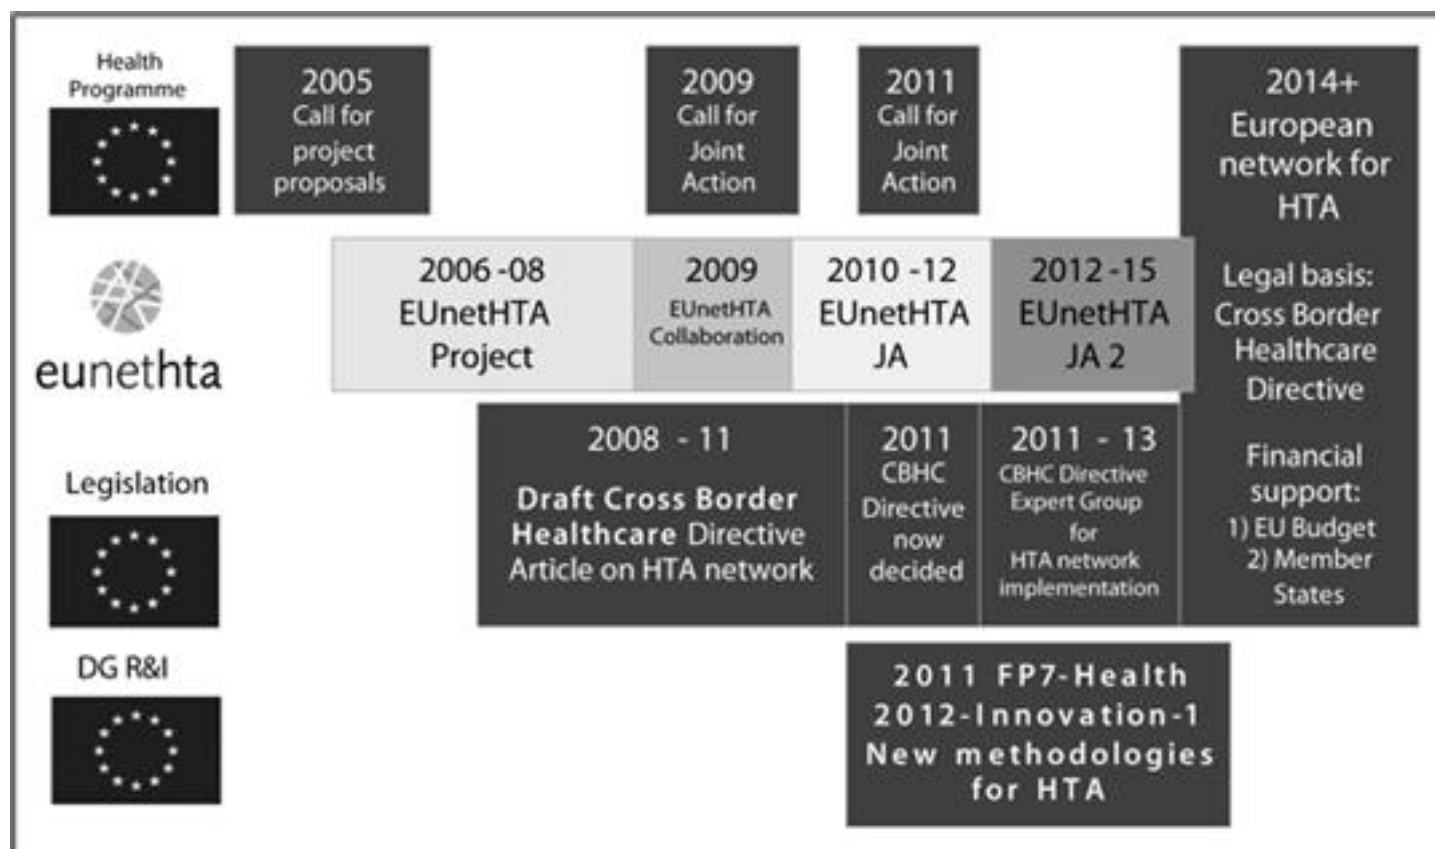 Health
Programme
2005
Call for
project
proposals
2009
Call for
Joint
Action
2011
Call for
Joint
Action
2014+
European
network for
HTA
Legal basis:
Cross Border
Healthcare
Directive
Financial
support:
1) EU Budget
2) Member
States
eunethta
2006 -08
EUnetHTA
Project
2009
EUnetHTA
Collaboration
2010 -12
EUnetHTA
JA
2012 -15
EUnetHTA
JA 2
Legislation
2008 - 11
Draft Cross Border
Healthcare Directive
Article on HTA network
2011
CBHC
Directive
now
decided
2011 - 13
CBHC Directive
Expert Group
for
HTA network
implementation
DG R&I
2011 FP7-Health
2012-Innovation-1
New methodologies
for HTA